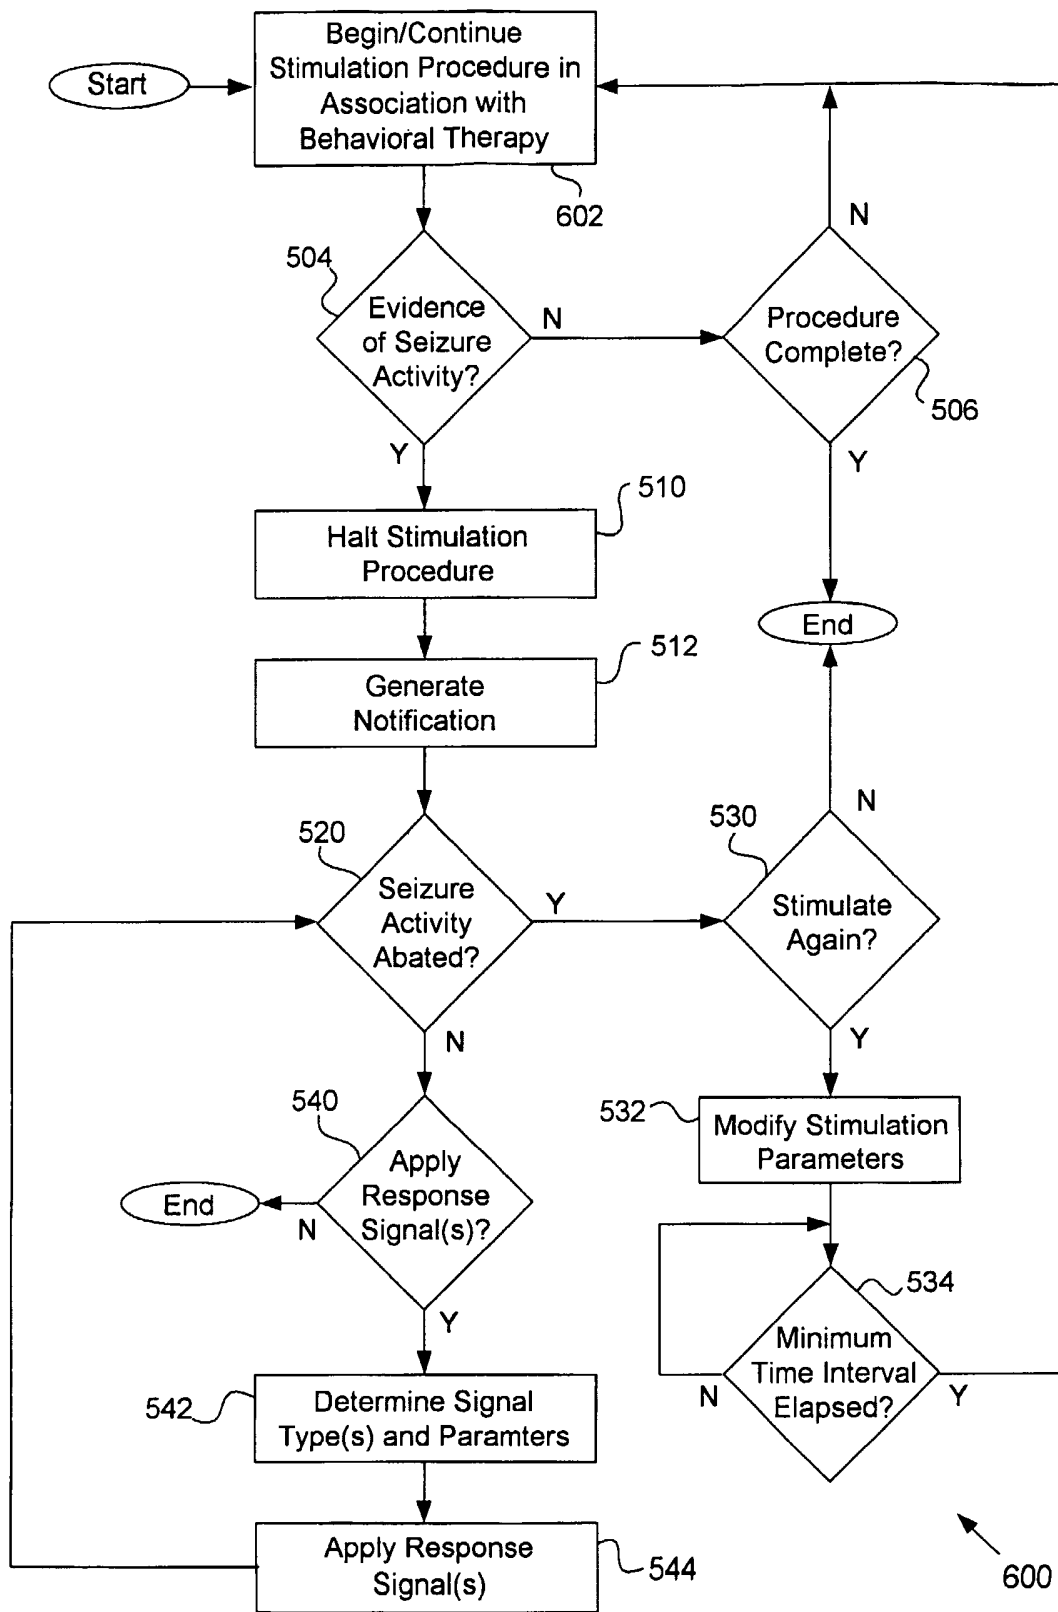 Start
Begin/Continue
Stimulation Procedure in
Association with
Behavioral Therapy
602
504
Evidence
of Seizure
Activity?
N
Y
N
Procedure
Complete?
506
Y
510
Halt Stimulation
Procedure
512
Generate
Notification
End
520
Seizure
Activity
Abated?
Y
N
530
N
Stimulate
Again?
Y
540
Apply
Response
Signal(s)?
N
End
Y
532
Modify Stimulation
Parameters
534
Minimum
Time Interval
Elapsed?
N
Y
542
Determine Signal
Type(s) and Paramters
Apply Response
Signal(s)
544
600